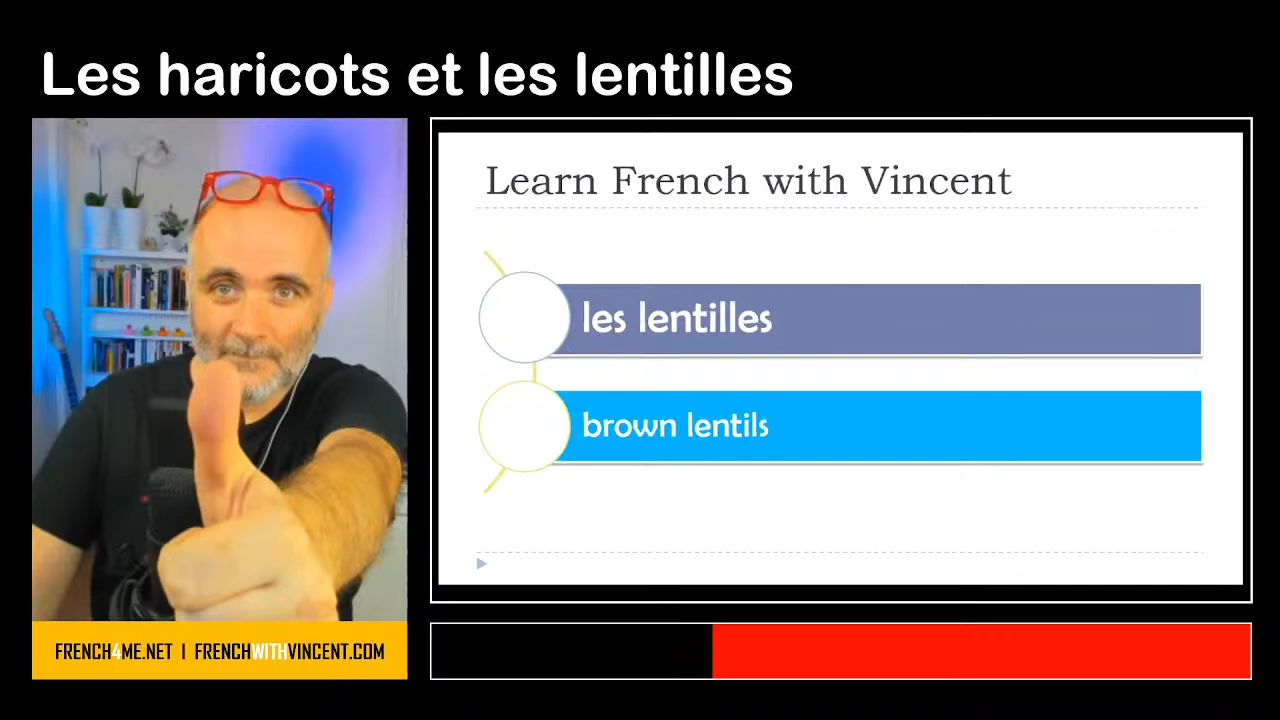 Les haricots et les lentilles
Learn French with Vincent
les lentilles
brown lentils
FRENCH4ME.NET | FRENCHWITHVINCENT.COM